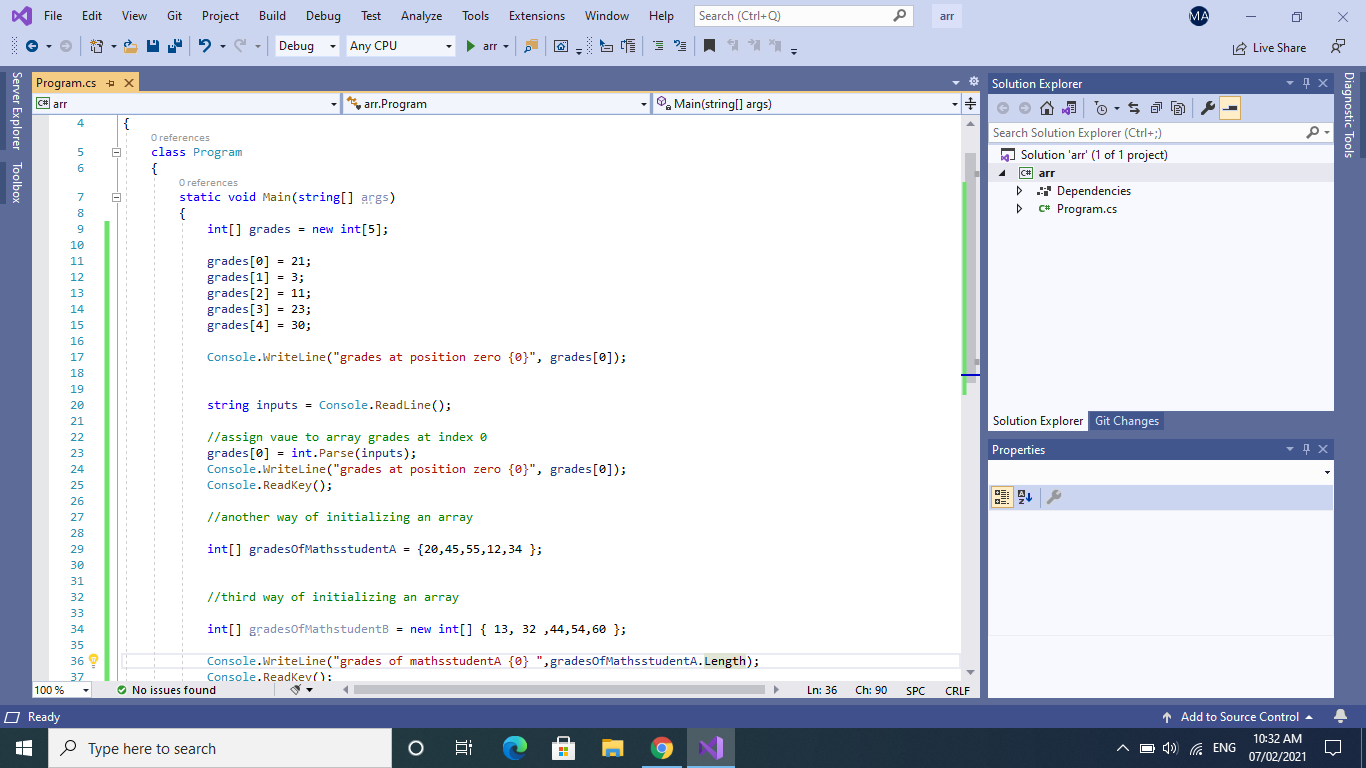 File Edit View Git Project Build Debug Test Analyze Tools Extensions Window Help Search (Ctrl+Q) arr MA
Debug Any CPU arr Live Share
Server Explorer
Toolbox
Program.cs
arr arr.Program Main(string[] args)
4 {
0 references
5 class Program
6 {
0 references
7 static void Main(string[] args)
8 {
9 int[] grades = new int[5];
10
11 grades[0] = 21;
12 grades[1] = 3;
13 grades[2] = 11;
14 grades[3] = 23;
15 grades[4] = 30;
16
17 Console.WriteLine("grades at position zero {0}", grades[0]);
18
19
20 string inputs = Console.ReadLine();
21
22 //assign vaue to array grades at index 0
23 grades[0] = int.Parse(inputs);
24 Console.WriteLine("grades at position zero {0}", grades[0]);
25 Console.ReadKey();
26
27 //another way of initializing an array
28
29 int[] gradesOfMathsstudentA = {20,45,55,12,34 };
30
31
32 //third way of initializing an array
33
34 int[] gradesOfMathstudentB = new int[] { 13, 32 ,44,54,60 };
35
36 Console.WriteLine("grades of mathsstudentA {0} ",gradesOfMathsstudentA.Length);
37 Console.ReadKey();
100 % No issues found Ln: 36 Ch: 90 SPC CRLF
Solution Explorer
Search Solution Explorer (Ctrl+;)
Solution 'arr' (1 of 1 project)
C# arr
Dependencies
C# Program.cs
Solution Explorer Git Changes
Properties
Diagnostic Tools
Ready Add to Source Control
Type here to search ENG 10:32 AM
07/02/2021